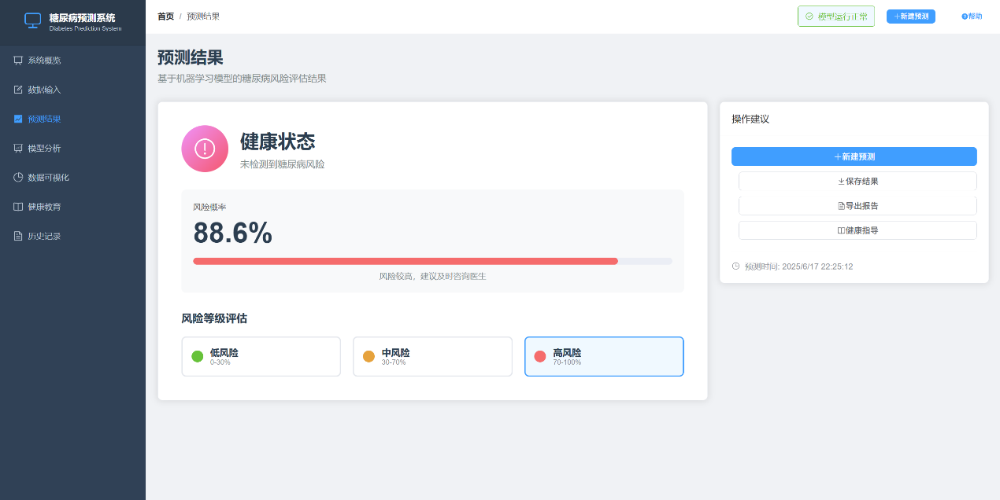 糖尿病预测系统
Diabetes Prediction System
系统概览
数据输入
预测结果
模型分析
数据可视化
健康教育
历史记录
首页 / 预测结果
模型运行正常
+新建预测
帮助
预测结果
基于机器学习模型的糖尿病风险评估结果
健康状态
未检测到糖尿病风险
风险概率
88.6%
风险较高，建议及时咨询医生
风险等级评估
低风险
0-30%
中风险
30-70%
高风险
70-100%
操作建议
+新建预测
保存结果
导出报告
健康指导
预测时间: 2025/6/17 22:25:12